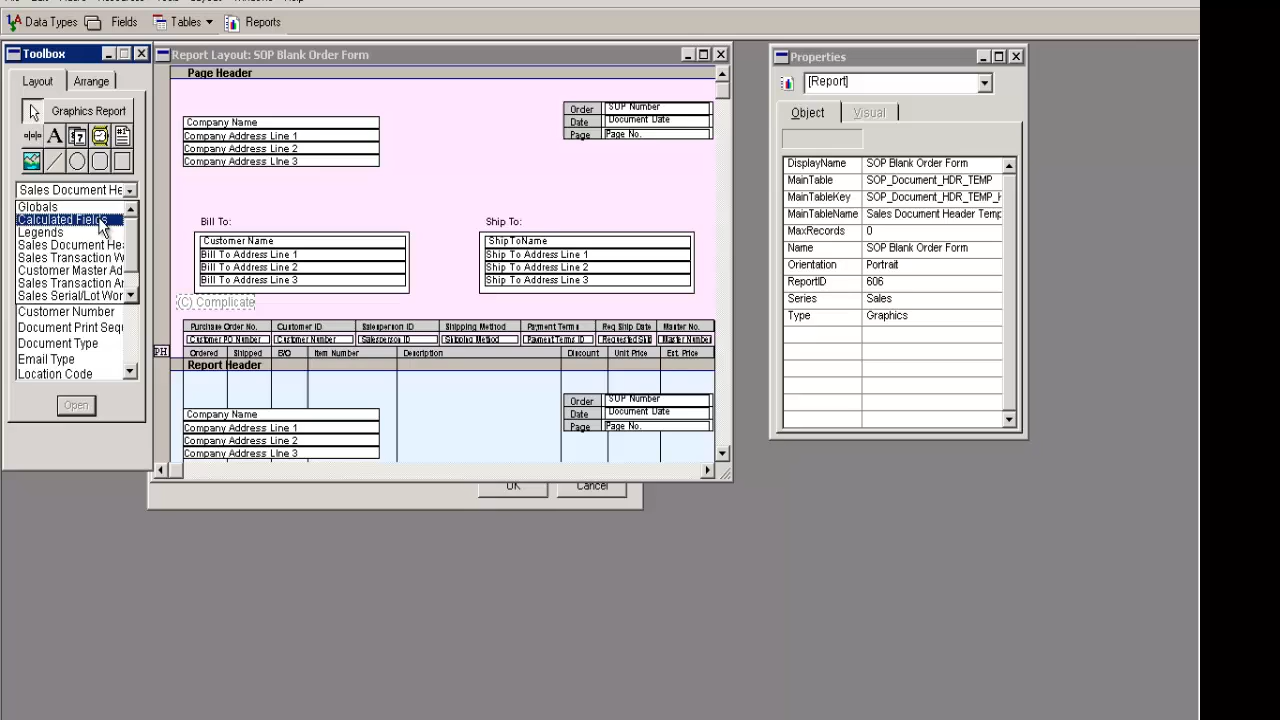 Data Types Fields Tables Reports
Toolbox
Layout Arrange
Graphics Report
A 7
Sales Document He
Globals
Calculated Fields
Legends
Sales Document Hea
Sales Transaction W
Customer Master Ad
Sales Transaction Ar
Sales Serial/Lot Wor
Customer Number
Document Print Sequ
Document Type
Email Type
Location Code
Open
Report Layout: SOP Blank Order Form
Page Header
Order SOP Number
Date Document Date
Page Page No.
Company Name
Company Address Line 1
Company Address Line 2
Company Address Line 3
Bill To:
Customer Name
Bill To Address Line 1
Bill To Address Line 2
Bill To Address Line 3
Ship To:
ShipToName
Ship To Address Line 1
Ship To Address Line 2
Ship To Address Line 3
(C) Complicate
Purchase Order No. Customer ID Salesperson ID Shipping Method Payment Terms Req Ship Date Master No.
Customer PO Number Customer Number Salesperson ID Shipping Method Payment Terms ID Requested Ship Master Number
PH
Ordered Shipped B/O Item Number Description Discount Unit Price Ext. Price
Report Header
Order SOP Number
Date Document Date
Page Page No.
Company Name
Company Address Line 1
Company Address Line 2
Company Address Line 3
OK Cancel
Properties
[Report]
Object Visual
DisplayName SOP Blank Order Form
MainTable SOP_Document_HDR_TEMP
MainTableKey SOP_Document_HDR_TEMP_K
MainTableName Sales Document Header Temp
MaxRecords 0
Name SOP Blank Order Form
Orientation Portrait
ReportID 606
Series Sales
Type Graphics